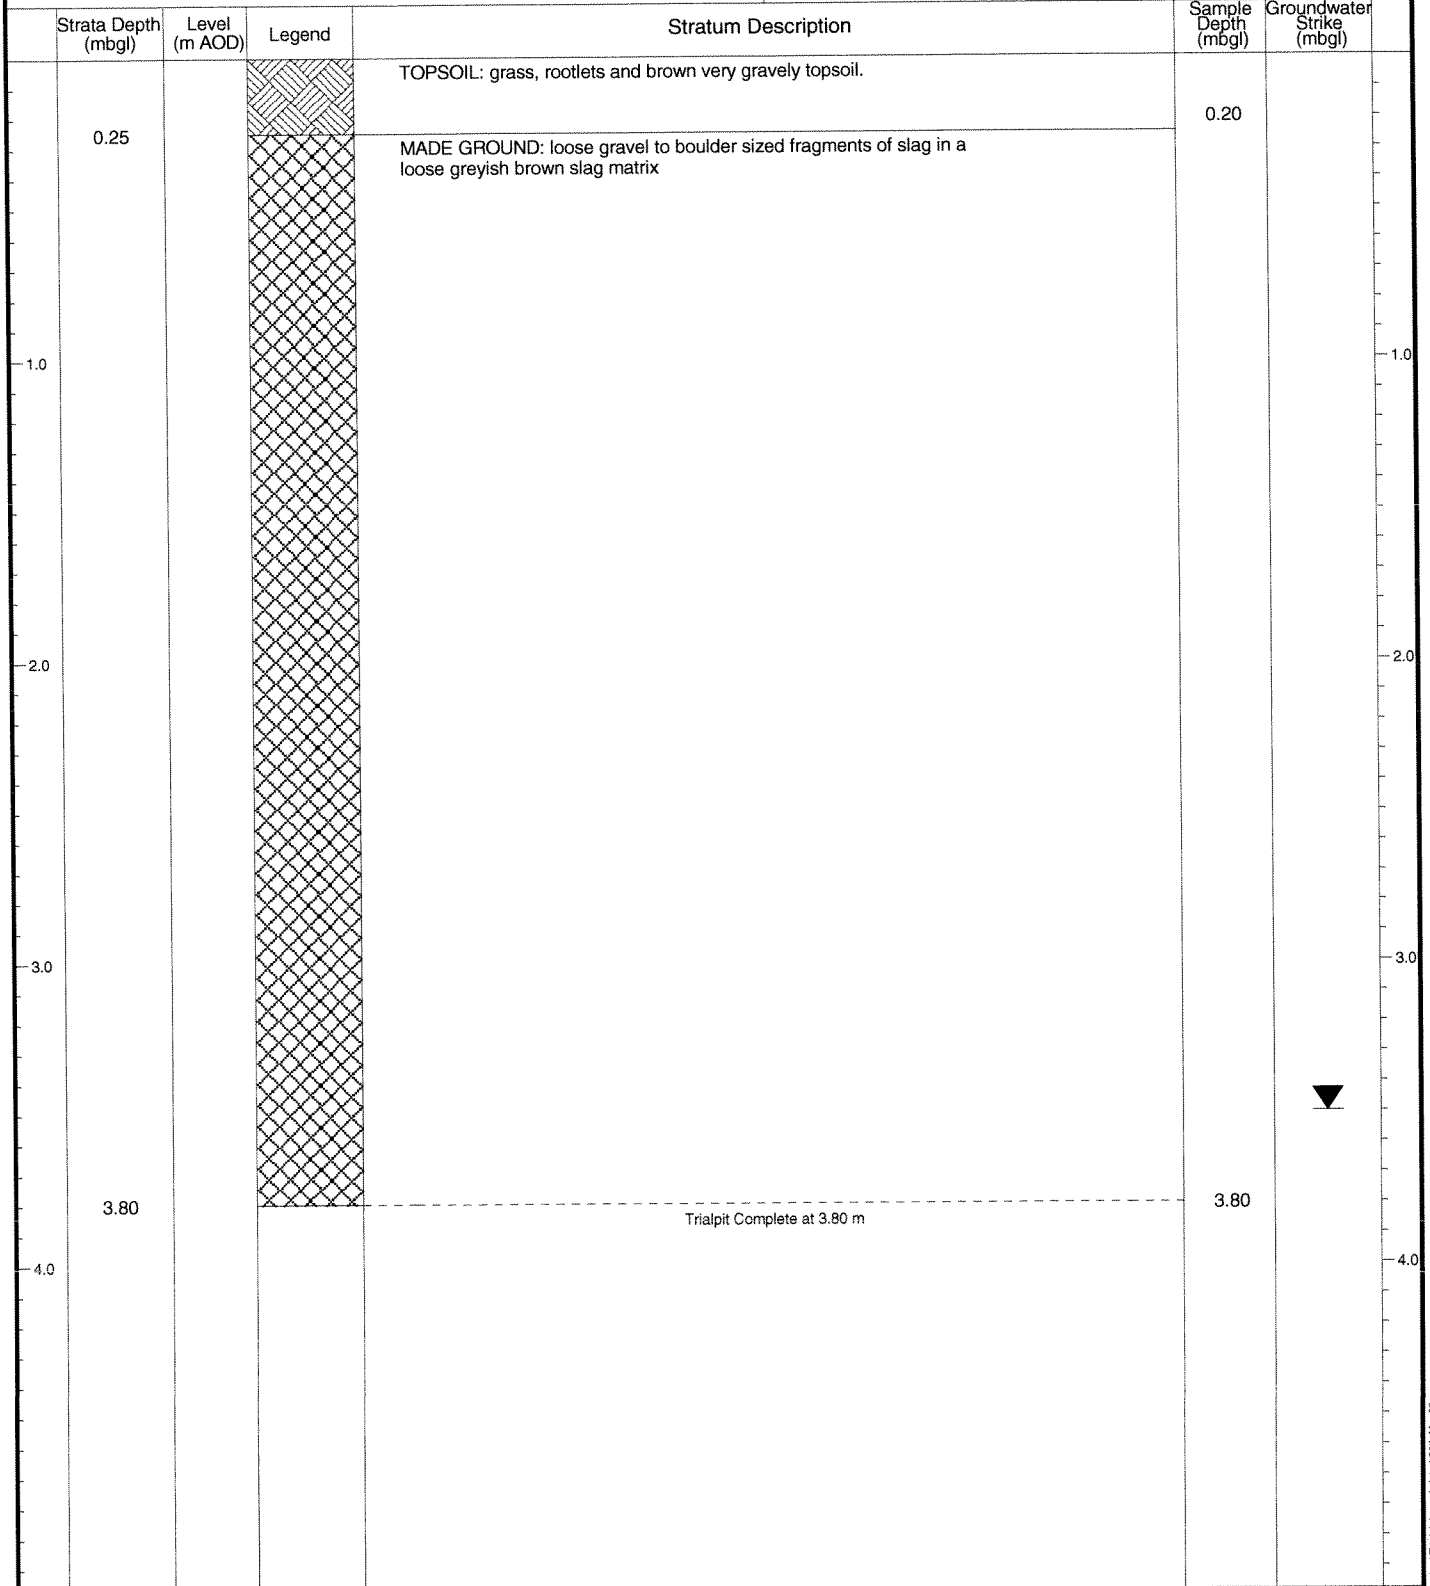 Strata Depth
(mbgl)
Level
(m AOD)
Legend
Stratum Description
Sample
Depth
(mbgl)
Groundwater
Strike
(mbgl)
TOPSOIL: grass, rootlets and brown very gravely topsoil.
0.20
0.25
MADE GROUND: loose gravel to boulder sized fragments of slag in a
loose greyish brown slag matrix
1.0
1.0
2.0
2.0
3.0
3.0
3.80
3.80
Trialpit Complete at 3.80 m
4.0
4.0